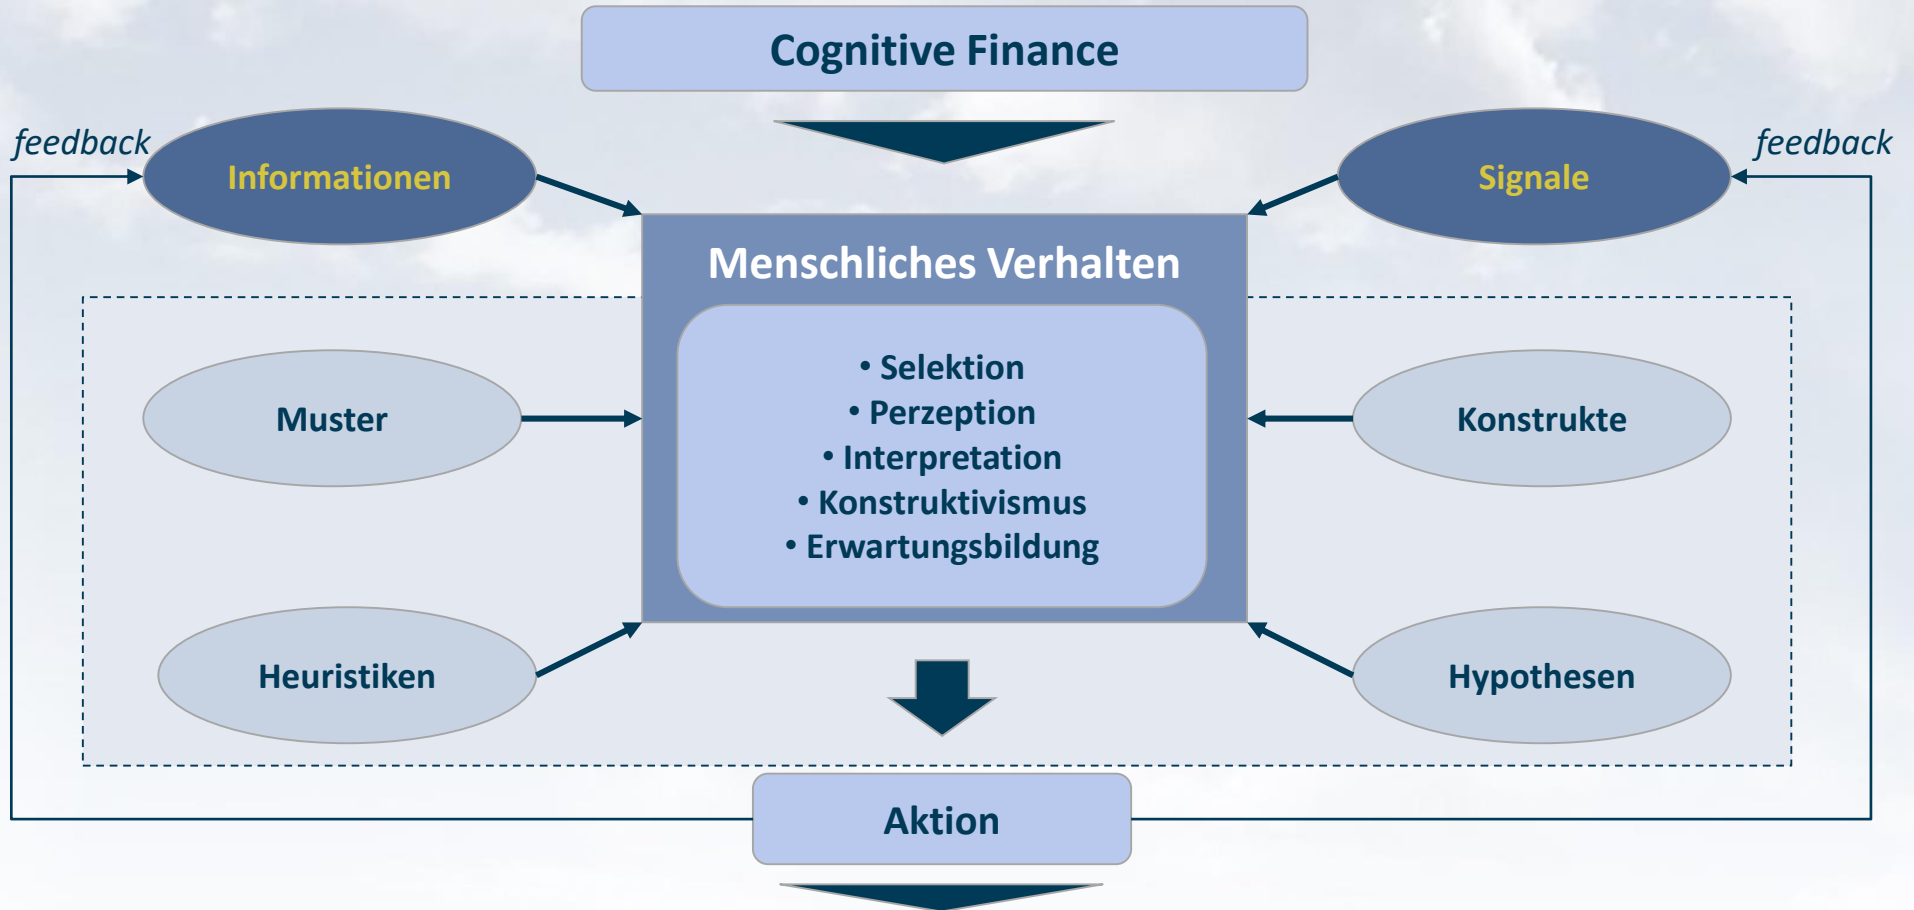 Cognitive Finance
feedback
feedback
Informationen
Signale
Menschliches Verhalten
• Selektion
• Perzeption
• Interpretation
• Konstruktivismus
• Erwartungsbildung
Muster
Konstrukte
Heuristiken
Hypothesen
Aktion